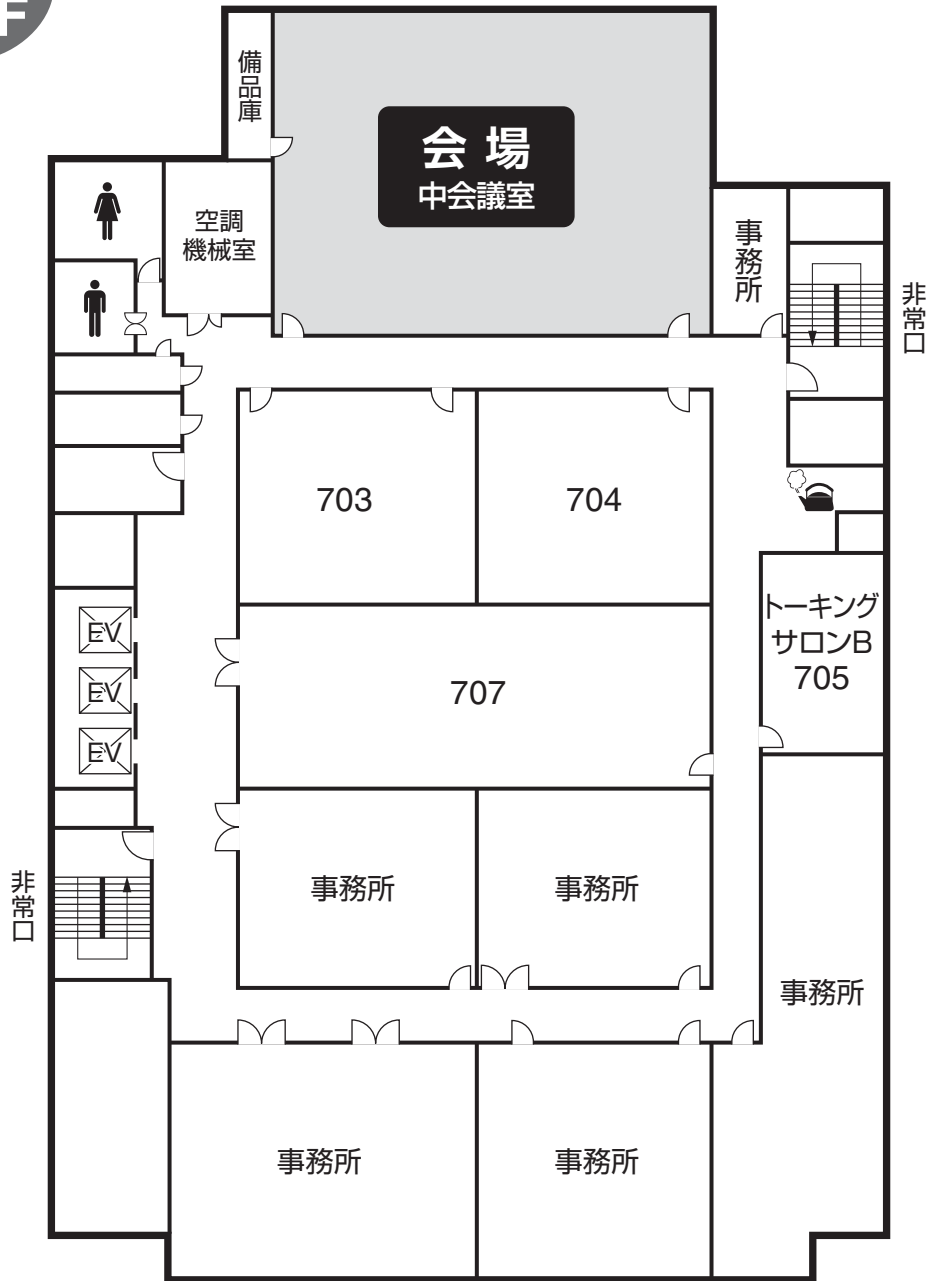 F
備品庫
会場
中会議室
空調
機械室
事務所
非常口
703
704
トーキング
サロンB
705
EV
EV
EV
707
非常口
事務所
事務所
事務所
事務所
事務所